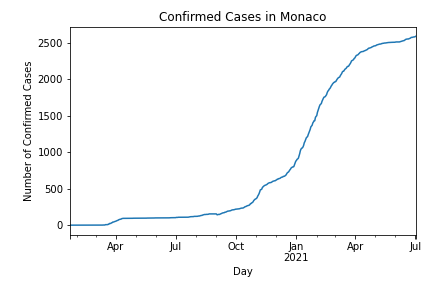 Confirmed Cases in Monaco
Number of Confirmed Cases
2500
2000
1500
1000
500
0
Apr
Jul
Oct
Jan
2021
Apr
Jul
Day